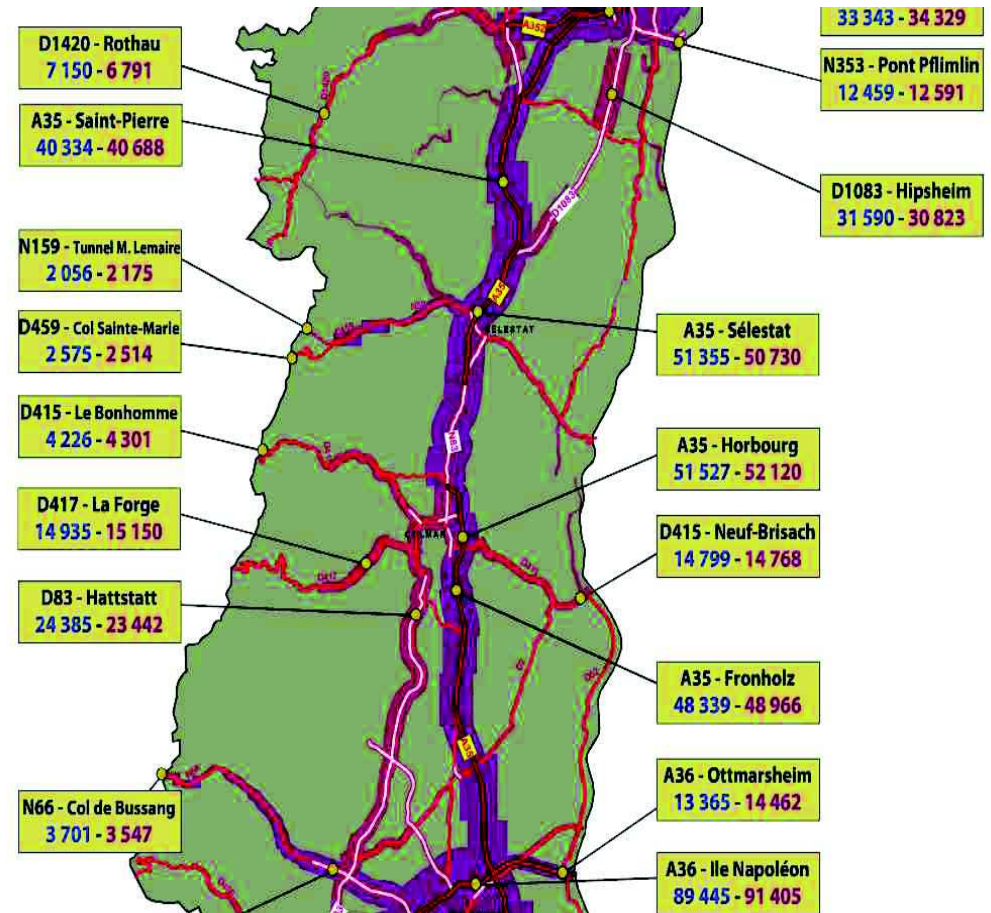 33 343 - 34 329
D1420 - Rothau
7 150 - 6 791
A35 - Saint-Pierre
40 334 - 40 688
N353 - Pont Pflimlin
12 459 - 12 591
D1083 - Hipsheim
31 590 - 30 823
N159 - Tunnel M. Lemaire
2 056 - 2 175
D459 - Col Sainte-Marie
2 575 - 2 514
A35 - Sélestat
51 355 - 50 730
D415 - Le Bonhomme
4 226 - 4 301
A35 - Horbourg
51 527 - 52 120
D417 - La Forge
14 935 - 15 150
D415 - Neuf-Brisach
14 799 - 14 768
D83 - Hattstatt
24 385 - 23 442
A35 - Fronholz
48 339 - 48 966
N66 - Col de Bussang
3 701 - 3 547
A36 - Ottmarsheim
13 365 - 14 462
A36 - Ile Napoléon
89 445 - 91 405
A352
D1420
D1083
A35
SÉLESTAT
N83
COLMAR
D417
D415